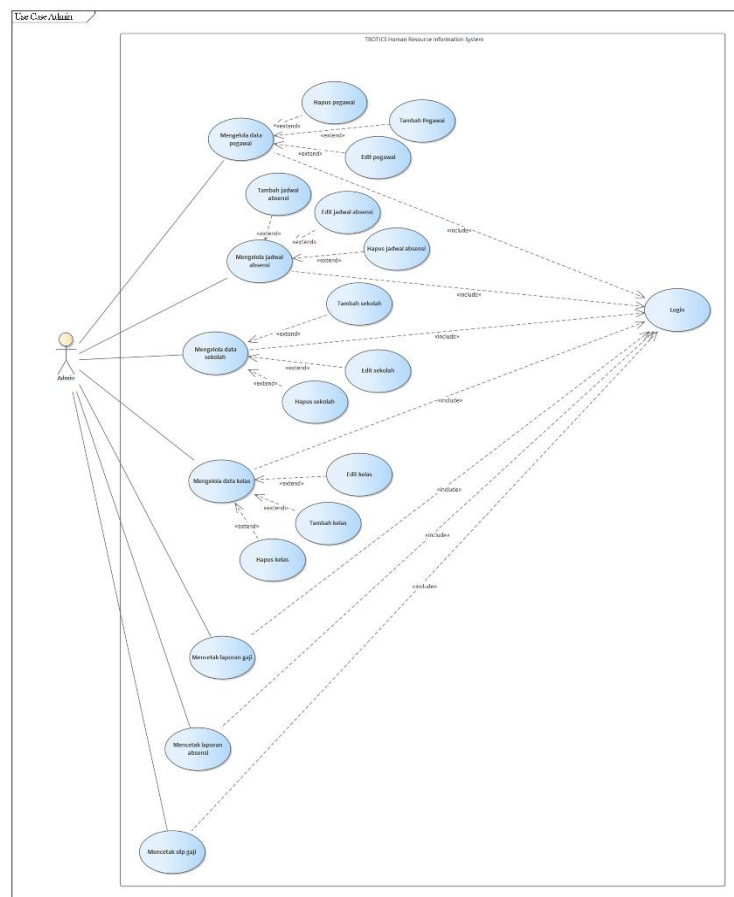 Use Case Admin
TBOTICS Human Resource Information System
Hapus pegawai
Tambah Pegawai
«extend»
Mengelola data
pegawai
«extend»
«extend»
Edit pegawai
Tambah jadwal
absensi
Edit jadwal absensi
«extend»
«extend»
Hapus jadwal absensi
«include»
Mengelola jadwal
absensi
«extend»
Tambah sekolah
«include»
Login
«extend»
«include»
Mengelola data
sekolah
Edit sekolah
«extend»
Admin
«extend»
Hapus sekolah
«include»
Edit kelas
Mengelola data kelas
«extend»
«include»
«extend»
Tambah kelas
«extend»
«include»
Hapus kelas
«include»
Mencetak laporan gaji
Mencetak laporan
absensi
Mencetak slip gaji